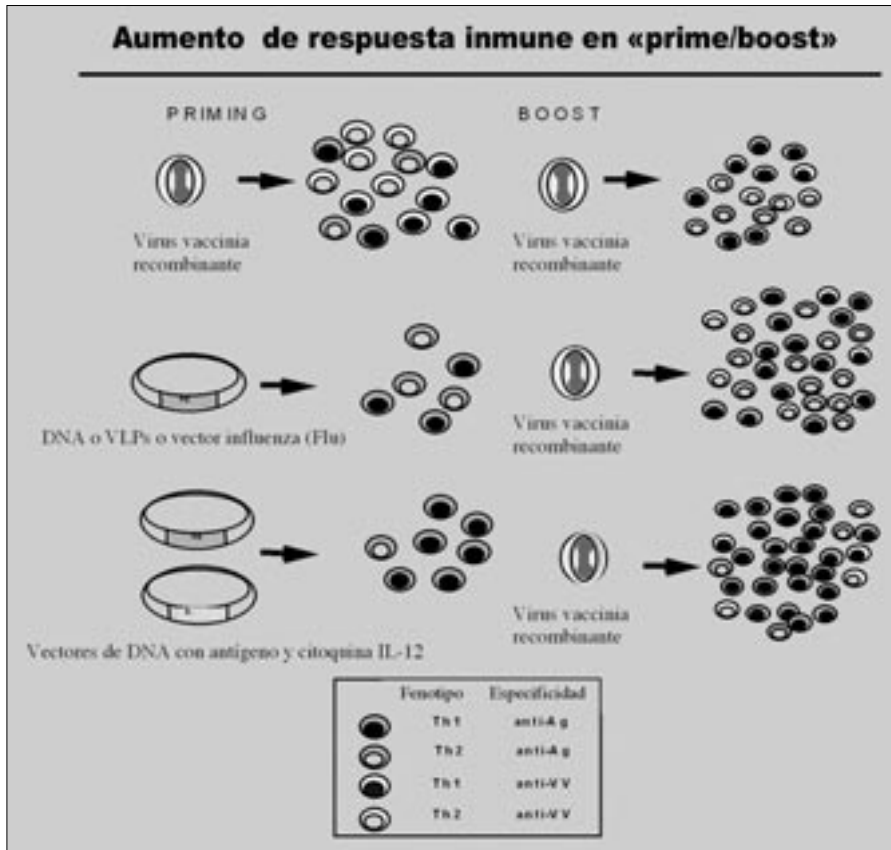 Aumento de respuesta inmune en «prime/boost»
PRIMING
BOOST
Virus vaccinia
recombinante
Virus vaccinia
recombinante
DNA o VLPs o vector influenza (Flu)
Virus vaccinia
recombinante
Vectores de DNA con antígeno y citoquina IL-12
Virus vaccinia
recombinante
Fenotipo Especificidad
Th1 anti-Ag
Th2 anti-Ag
Th1 anti-VV
Th2 anti-VV